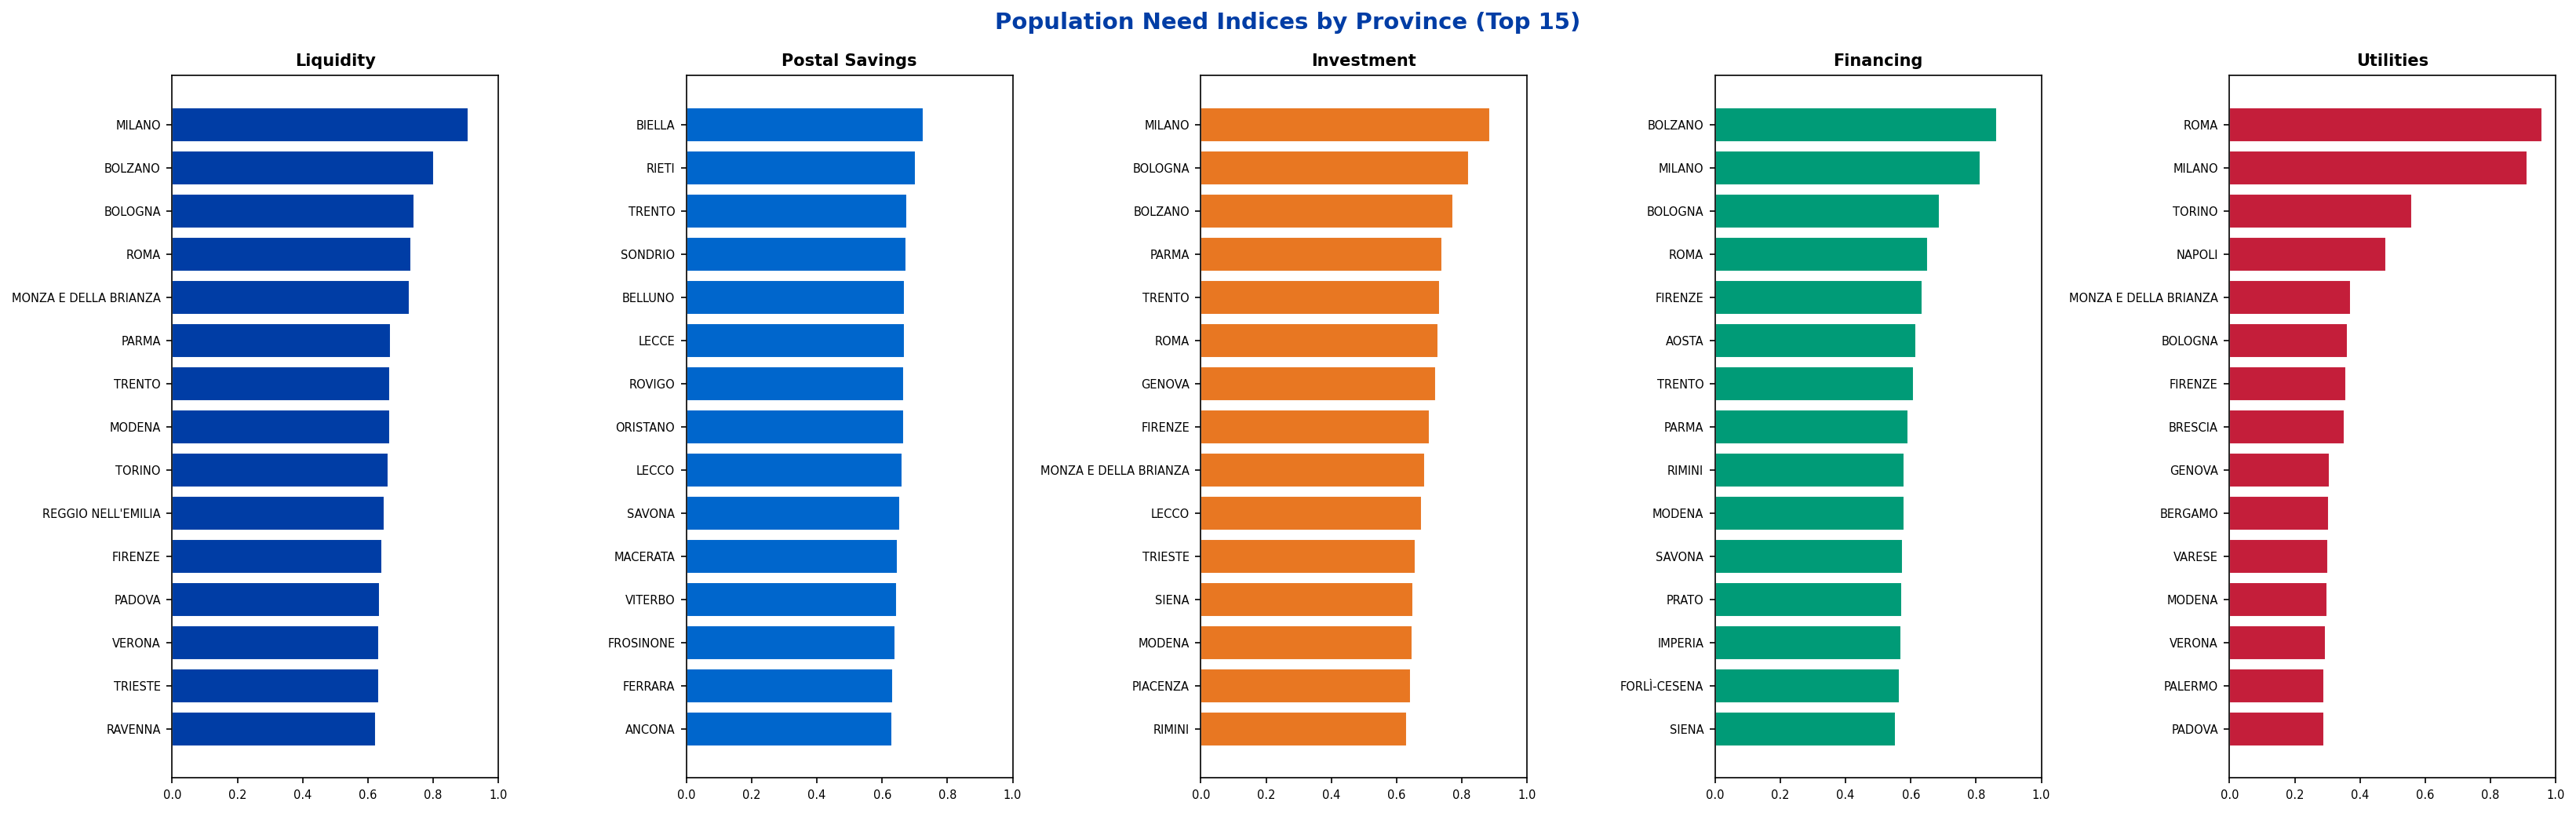 Population Need Indices by Province (Top 15)
Liquidity
MILANO
BOLZANO
BOLOGNA
ROMA
MONZA E DELLA BRIANZA
PARMA
TRENTO
MODENA
TORINO
REGGIO NELL'EMILIA
FIRENZE
PADOVA
VERONA
TRIESTE
RAVENNA
0.0 0.2 0.4 0.6 0.8 1.0
Postal Savings
BIELLA
RIETI
TRENTO
SONDRIO
BELLUNO
LECCE
ROVIGO
ORISTANO
LECCO
SAVONA
MACERATA
VITERBO
FROSINONE
FERRARA
ANCONA
0.0 0.2 0.4 0.6 0.8 1.0
Investment
MILANO
BOLOGNA
BOLZANO
PARMA
TRENTO
ROMA
GENOVA
FIRENZE
MONZA E DELLA BRIANZA
LECCO
TRIESTE
SIENA
MODENA
PIACENZA
RIMINI
0.0 0.2 0.4 0.6 0.8 1.0
Financing
BOLZANO
MILANO
BOLOGNA
ROMA
FIRENZE
AOSTA
TRENTO
PARMA
RIMINI
MODENA
SAVONA
PRATO
IMPERIA
FORLÌ-CESENA
SIENA
0.0 0.2 0.4 0.6 0.8 1.0
Utilities
ROMA
MILANO
TORINO
NAPOLI
MONZA E DELLA BRIANZA
BOLOGNA
FIRENZE
BRESCIA
GENOVA
BERGAMO
VARESE
MODENA
VERONA
PALERMO
PADOVA
0.0 0.2 0.4 0.6 0.8 1.0